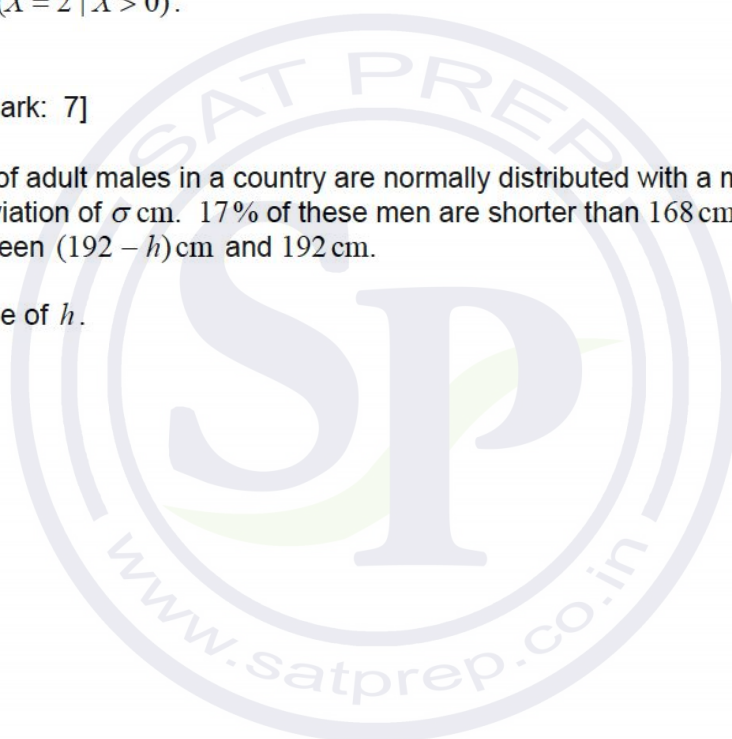 (X = 2 | X > 0).
SAT PREP
ark: 7]
of adult males in a country are normally distributed with a
iation of σ cm. 17% of these men are shorter than 168 cm
een (192 − h) cm and 192 cm.
e of h.
SP
www.satprep.co.in